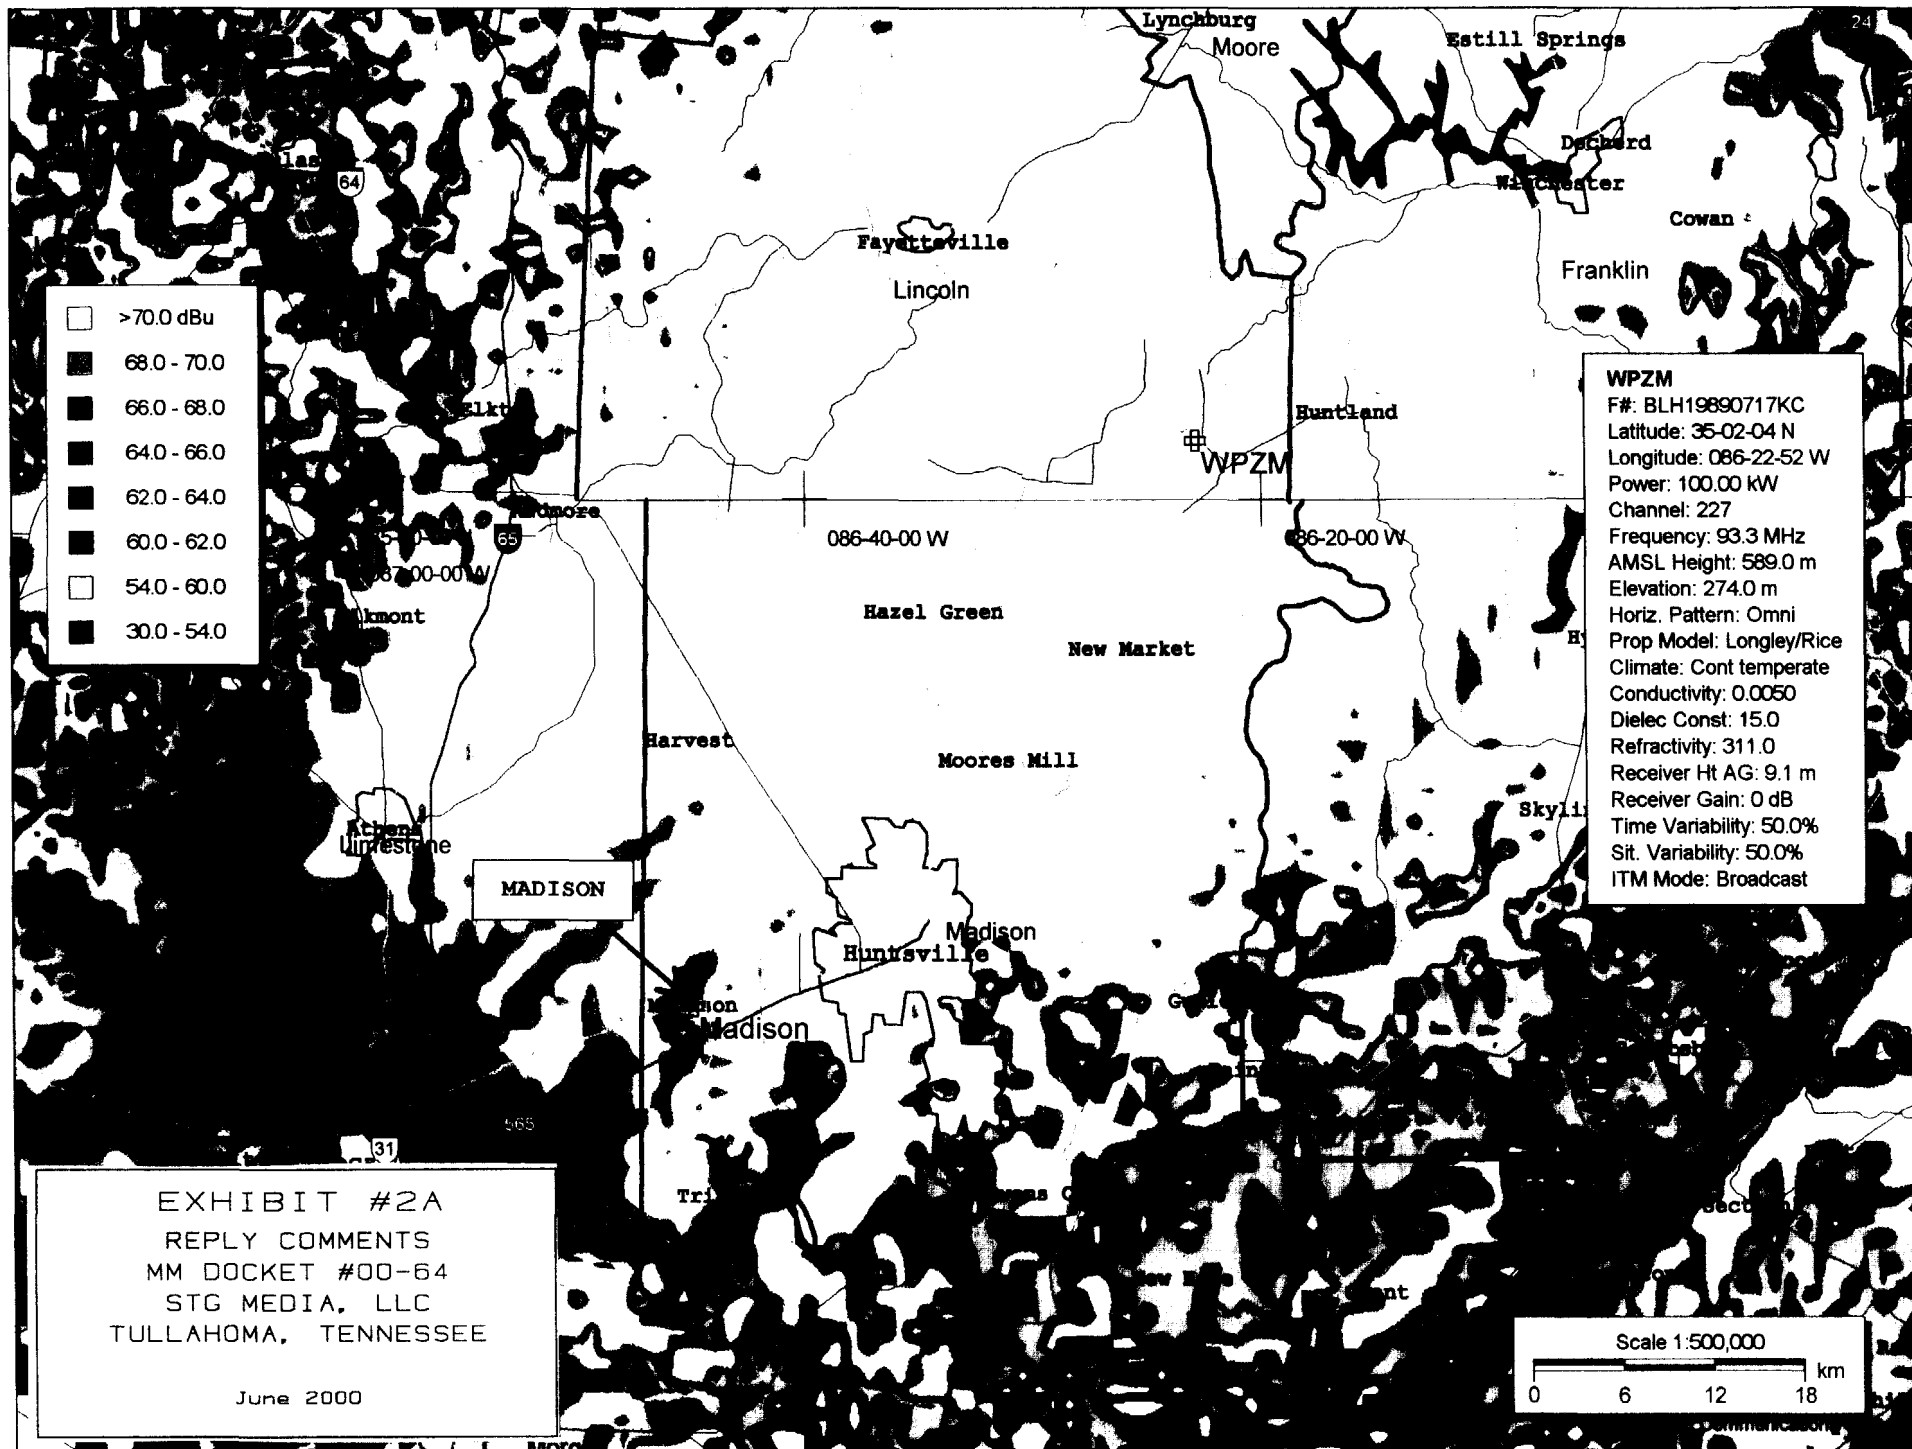 24
Lynchburg
Moore
Estill Springs
Decherd
Winchester
64
Cowan
Fayetteville
Franklin
Lincoln
>70.0 dBu
68.0 - 70.0
66.0 - 68.0
64.0 - 66.0
62.0 - 64.0
60.0 - 62.0
54.0 - 60.0
30.0 - 54.0
Huntland
WPZM
WPZM
F#: BLH19890717KC
Latitude: 35-02-04 N
Longitude: 086-22-52 W
Power: 100.00 kW
Channel: 227
Frequency: 93.3 MHz
AMSL Height: 589.0 m
Elevation: 274.0 m
Horiz. Pattern: Omni
Prop Model: Longley/Rice
Climate: Cont temperate
Conductivity: 0.0050
Dielec Const: 15.0
Refractivity: 311.0
Receiver Ht AG: 9.1 m
Receiver Gain: 0 dB
Time Variability: 50.0%
Sit. Variability: 50.0%
ITM Mode: Broadcast
Ardmore
65
086-40-00 W
086-20-00 W
087-00-00 W
Hazel Green
New Market
Harvest
Moores Mill
Athens
Limestone
MADISON
Madison
Huntsville
Madison
Madison
565
31
EXHIBIT #2A
REPLY COMMENTS
MM DOCKET #00-64
STG MEDIA, LLC
TULLAHOMA, TENNESSEE
June 2000
Scale 1:500,000
km
0 6 12 18